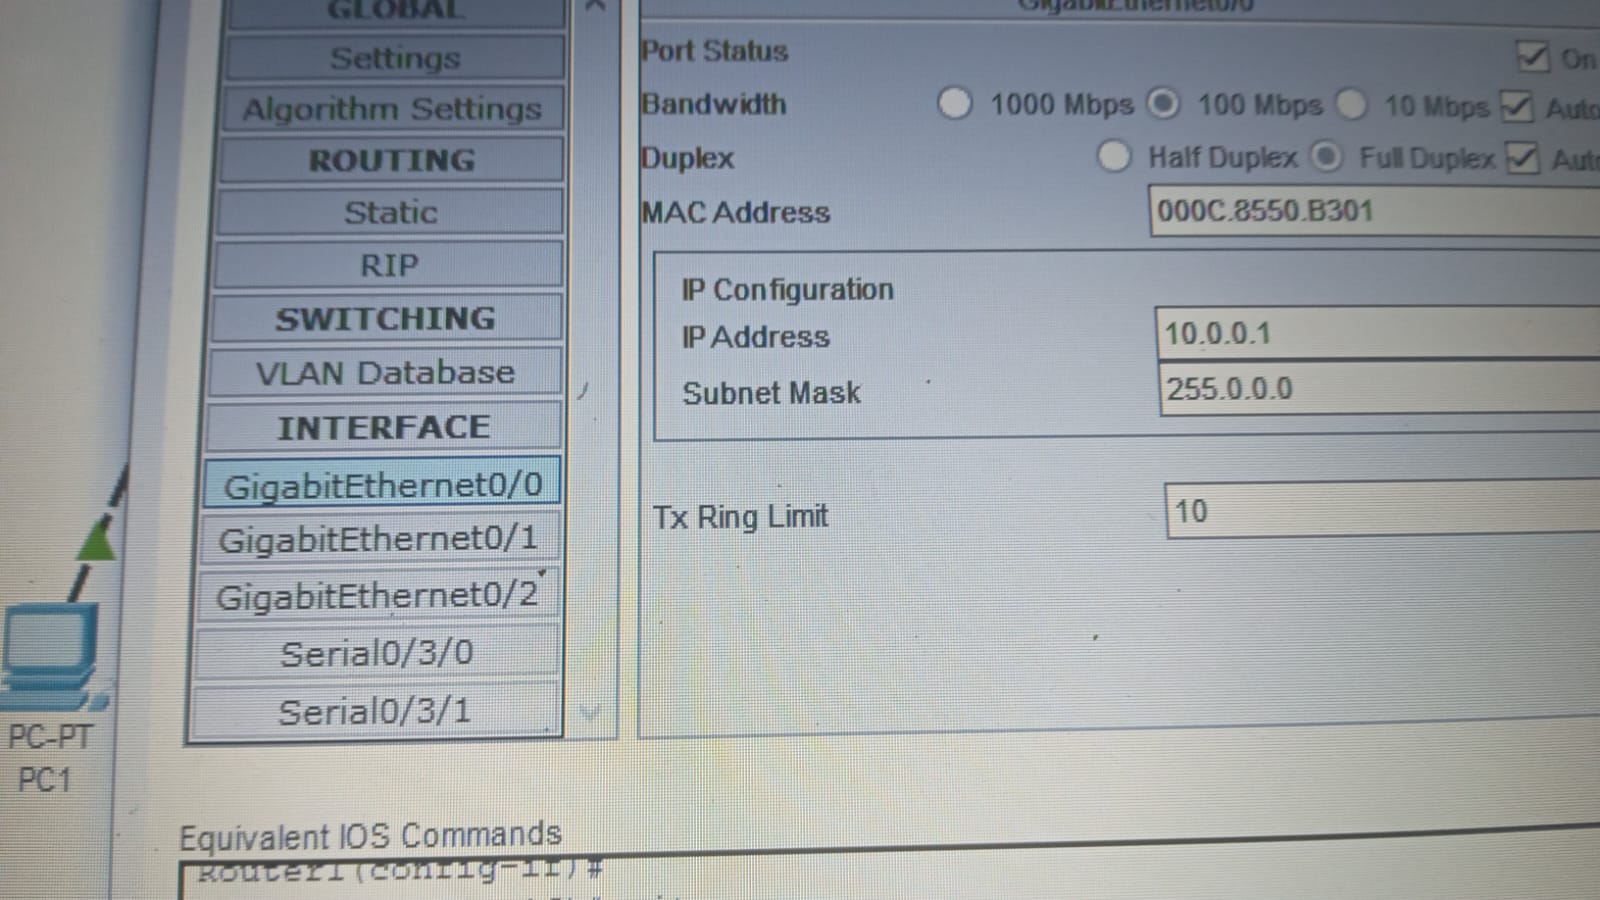 GLOBAL
Settings
Algorithm Settings
ROUTING
Static
RIP
SWITCHING
VLAN Database
INTERFACE
GigabitEthernet0/0
GigabitEthernet0/1
GigabitEthernet0/2
Serial0/3/0
Serial0/3/1
GigabitEthernet0/0
Port Status On
Bandwidth 1000 Mbps 100 Mbps 10 Mbps Auto
Duplex Half Duplex Full Duplex Auto
MAC Address 000C.8550.B301
IP Configuration
IP Address 10.0.0.1
Subnet Mask 255.0.0.0
Tx Ring Limit 10
PC-PT
PC1
Equivalent IOS Commands
Router1(config-if)#